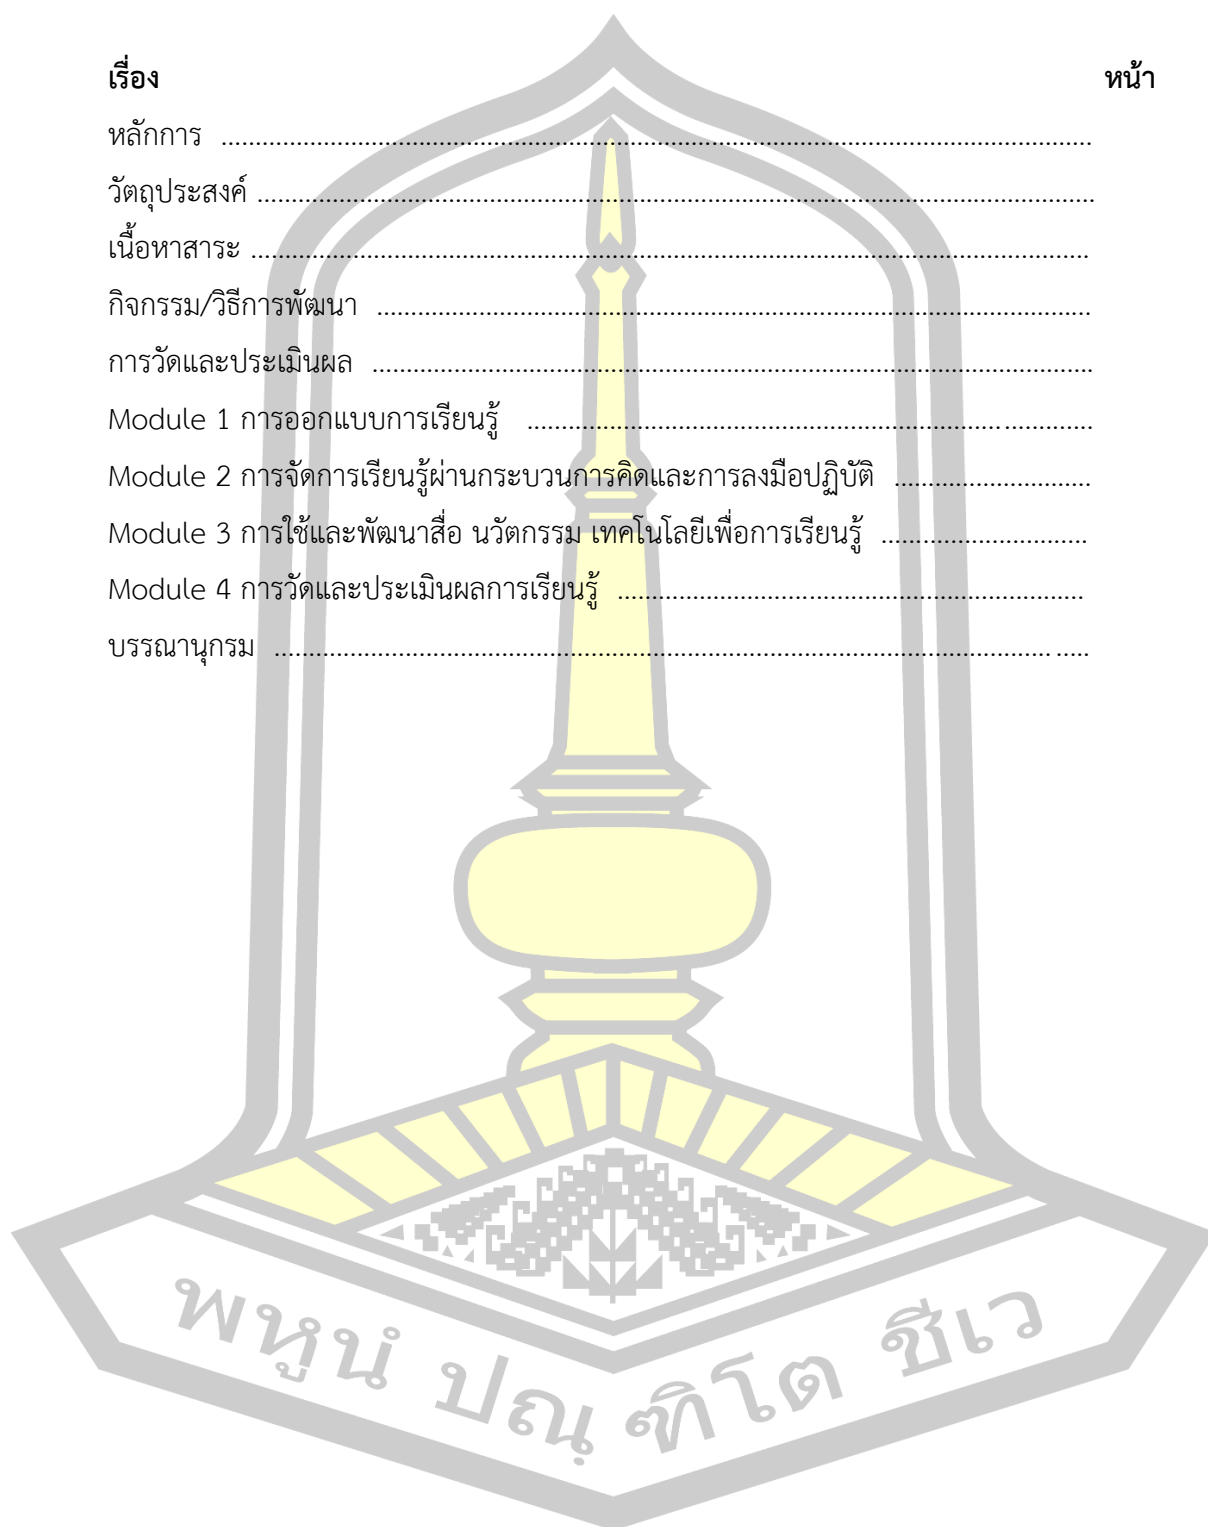 เรื่อง หน้า
หลักการ ........................................................................................................................
วัตถุประสงค์ ....................................................................................................................
เนื้อหาสาระ ....................................................................................................................
กิจกรรม/วิธีการพัฒนา ..................................................................................................
การวัดและประเมินผล ...................................................................................................
Module 1 การออกแบบการเรียนรู้ ..................................................................................
Module 2 การจัดการเรียนรู้ผ่านกระบวนการคิดและการลงมือปฏิบัติ .............................
Module 3 การใช้และพัฒนาสื่อ นวัตกรรม เทคโนโลยีเพื่อการเรียนรู้ ..............................
Module 4 การวัดและประเมินผลการเรียนรู้ ....................................................................
บรรณานุกรม ....................................................................................................................
พหูนํ ปณฺฑิโต ชีเว